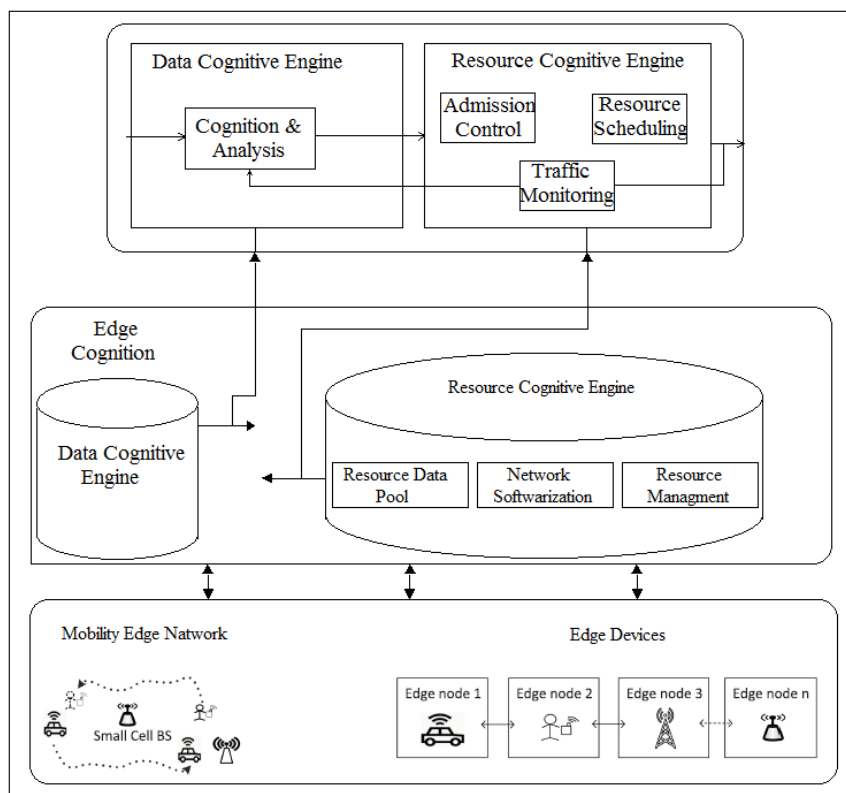 Data Cognitive Engine
Resource Cognitive Engine
Cognition &
Analysis
Admission
Control
Resource
Scheduling
Traffic
Monitoring
Edge
Cognition
Data Cognitive
Engine
Resource Cognitive Engine
Resource Data
Pool
Network
Softwarization
Resource
Managment
Mobility Edge Network
Edge Devices
Small Cell BS
Edge node 1
Edge node 2
Edge node 3
Edge node n